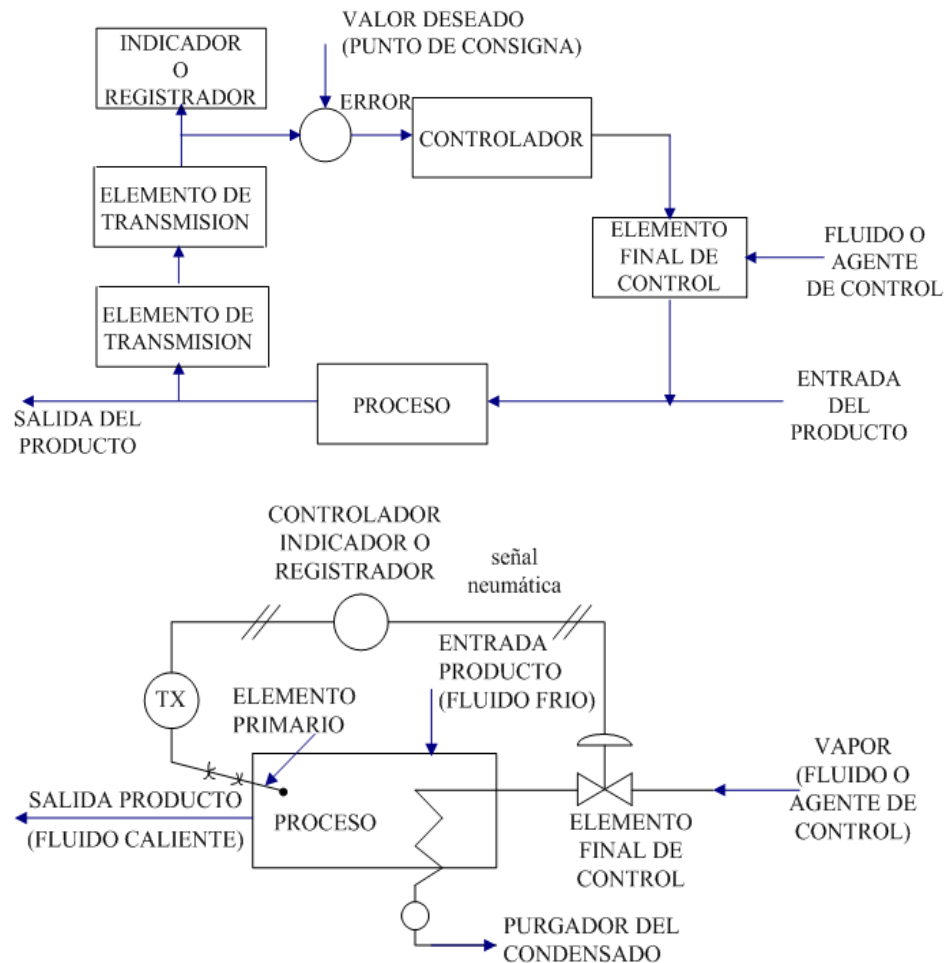 VALOR DESEADO
(PUNTO DE CONSIGNA)
INDICADOR
O
REGISTRADOR
ERROR
CONTROLADOR
ELEMENTO DE
TRANSMISION
ELEMENTO
FINAL DE
CONTROL
FLUIDO O
AGENTE
DE CONTROL
ELEMENTO DE
TRANSMISION
PROCESO
ENTRADA
DEL
PRODUCTO
SALIDA DEL
PRODUCTO
CONTROLADOR
INDICADOR O
REGISTRADOR
señal
neumática
ENTRADA
PRODUCTO
(FLUIDO FRIO)
TX
ELEMENTO
PRIMARIO
VAPOR
(FLUIDO O
AGENTE DE
CONTROL)
SALIDA PRODUCTO
(FLUIDO CALIENTE)
PROCESO
ELEMENTO
FINAL DE
CONTROL
PURGADOR DEL
CONDENSADO